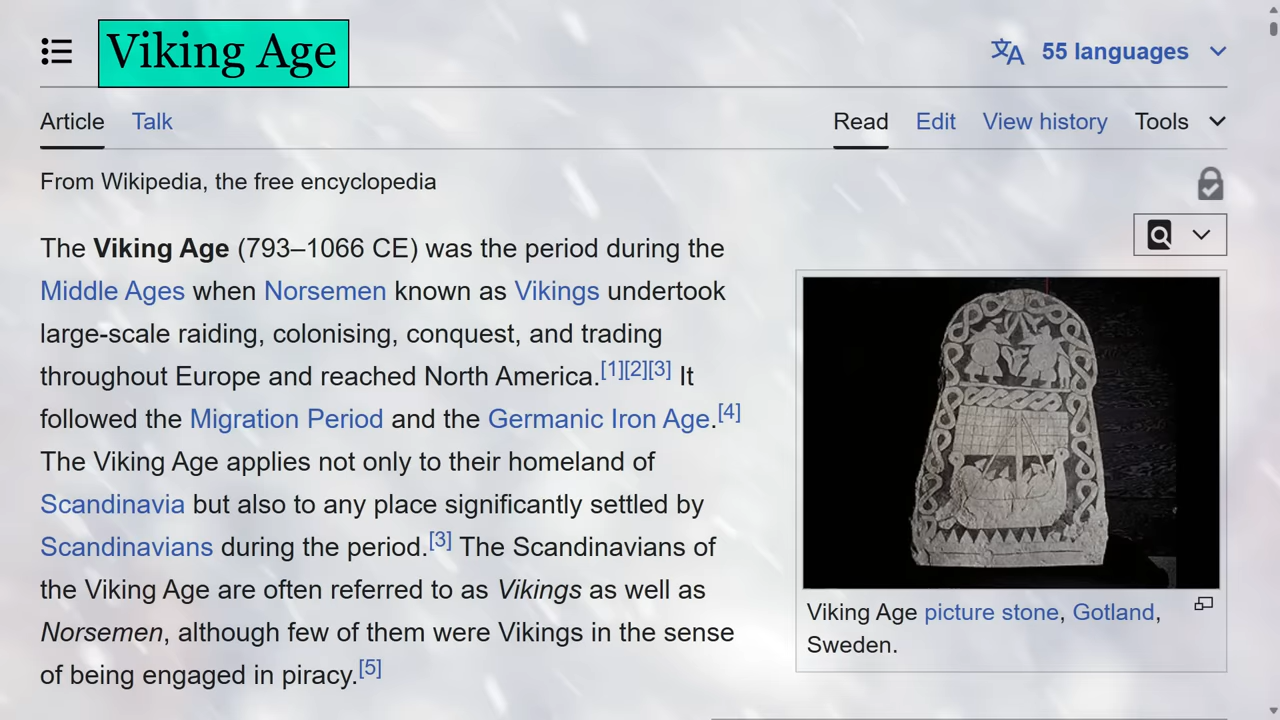 Viking Age
55 languages
Article Talk Read Edit View history Tools
From Wikipedia, the free encyclopedia
The Viking Age (793–1066 CE) was the period during the
Middle Ages when Norsemen known as Vikings undertook
large-scale raiding, colonising, conquest, and trading
throughout Europe and reached North America.[1][2][3] It
followed the Migration Period and the Germanic Iron Age.[4]
The Viking Age applies not only to their homeland of
Scandinavia but also to any place significantly settled by
Scandinavians during the period.[3] The Scandinavians of
the Viking Age are often referred to as Vikings as well as
Norsemen, although few of them were Vikings in the sense
of being engaged in piracy.[5]
Viking Age picture stone, Gotland,
Sweden.